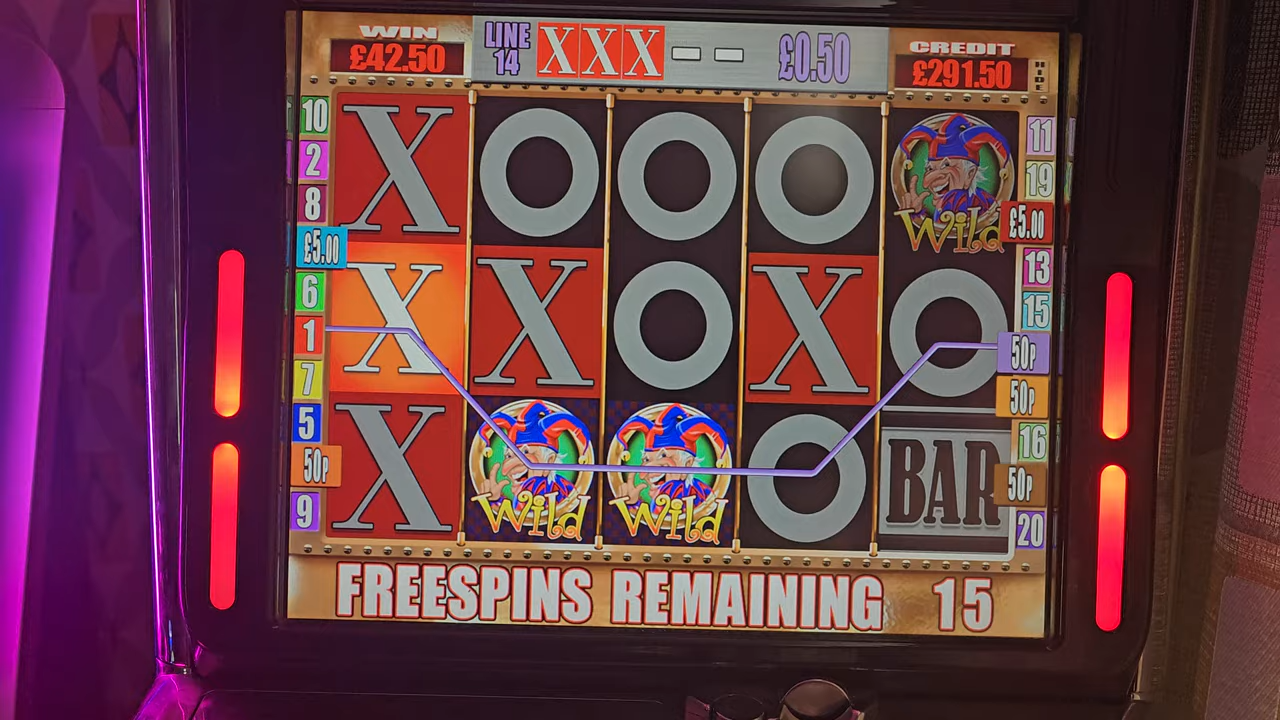 WIN
£42.50
LINE
14
XXX
£0.50
CREDIT
£291.50
HIDE
10
2
8
£5.00
6
1
7
5
50P
9
X O O O Wild
X X O X O
X Wild Wild O BAR
11
19
£5.00
13
15
50P
50P
16
50P
20
FREESPINS REMAINING 15